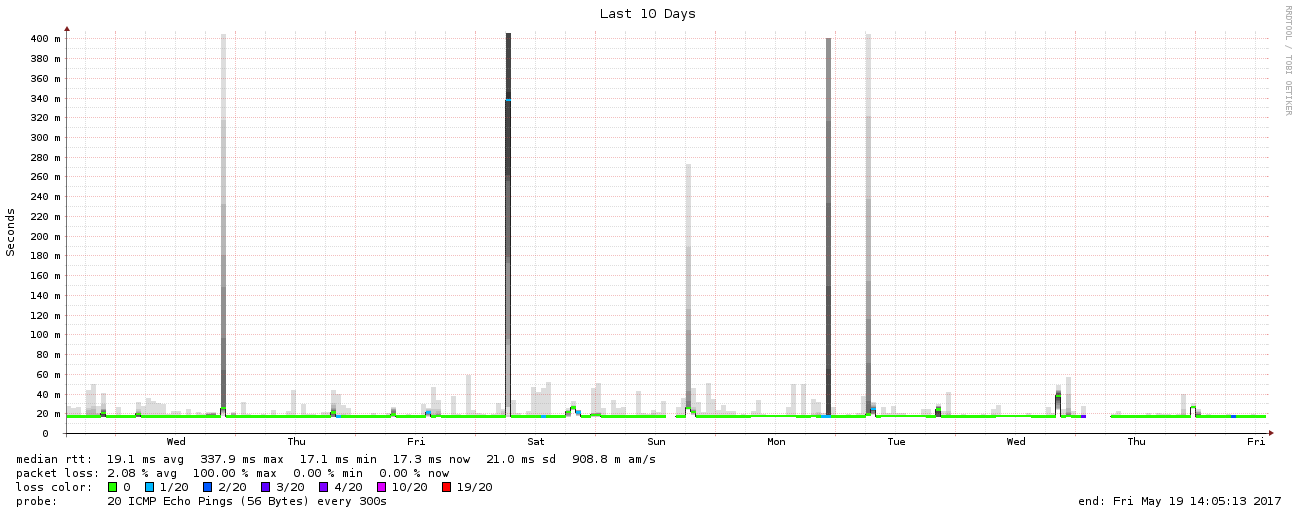 Last 10 Days
RRDTOOL / TOBI OETIKER
Seconds
400 m
380 m
360 m
340 m
320 m
300 m
280 m
260 m
240 m
220 m
200 m
180 m
160 m
140 m
120 m
100 m
80 m
60 m
40 m
20 m
0
Wed Thu Fri Sat Sun Mon Tue Wed Thu Fri
median rtt: 19.1 ms avg 337.9 ms max 17.1 ms min 17.3 ms now 21.0 ms sd 908.8 m am/s
packet loss: 2.08 % avg 100.00 % max 0.00 % min 0.00 % now
loss color: 0 1/20 2/20 3/20 4/20 10/20 19/20
probe: 20 ICMP Echo Pings (56 Bytes) every 300s end: Fri May 19 14:05:13 2017